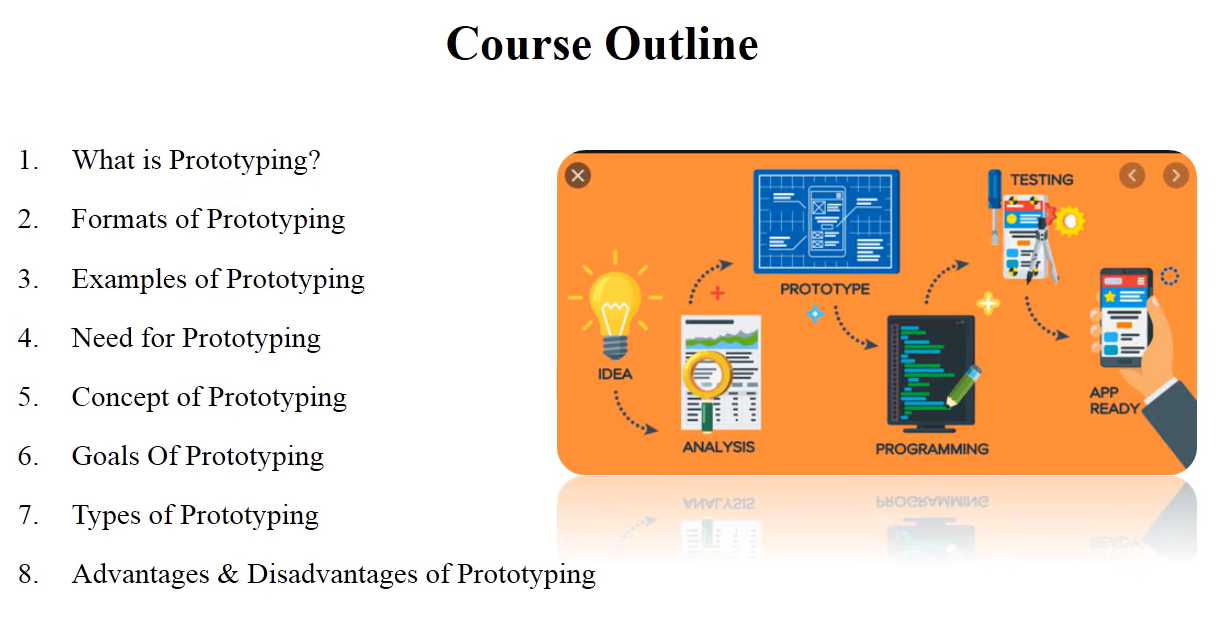 Course Outline
1. What is Prototyping?
2. Formats of Prototyping
3. Examples of Prototyping
4. Need for Prototyping
5. Concept of Prototyping
6. Goals Of Prototyping
7. Types of Prototyping
8. Advantages & Disadvantages of Prototyping
IDEA
ANALYSIS
PROTOTYPE
PROGRAMMING
TESTING
APP
READY